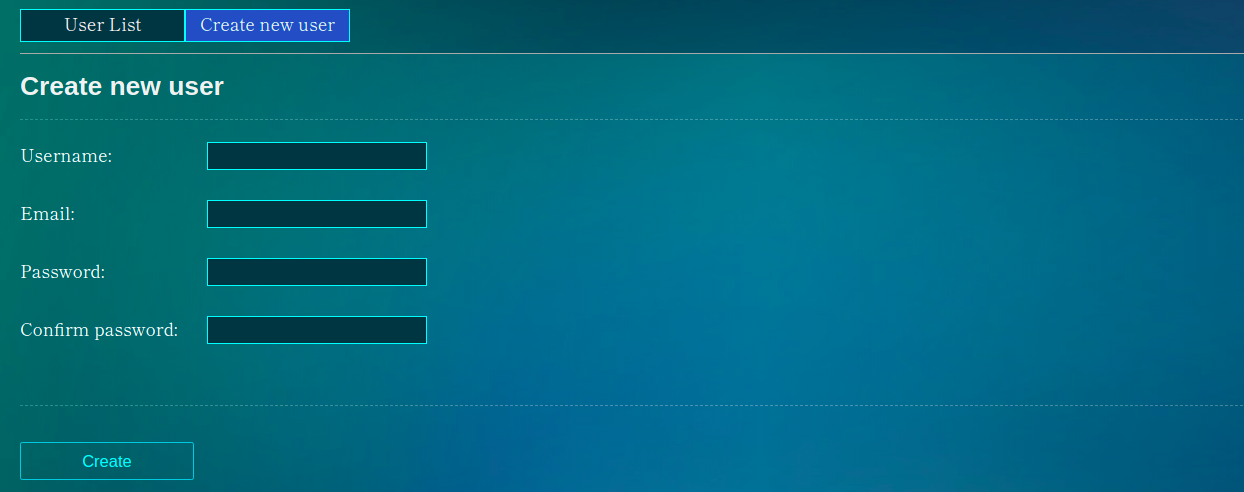 User List Create new user
Create new user
Username:
Email:
Password:
Confirm password:
Create